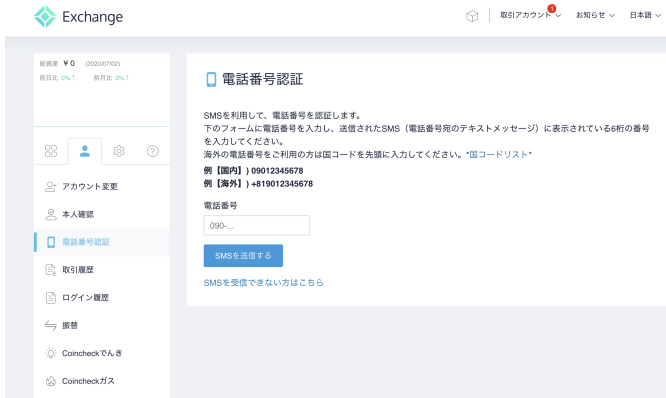 Exchange
取引アカウント 1 お知らせ 日本語
総資産 ¥0 (2020/07/02)
前日比 0%↑ 前月比 0%↑
アカウント変更
本人確認
電話番号認証
取引履歴
ログイン履歴
振替
Coincheckでんき
Coincheckガス
電話番号認証
SMSを利用して、電話番号を認証します。
下のフォームに電話番号を入力し、送信されたSMS（電話番号宛のテキストメッセージ）に表示されている6桁の番号
を入力してください。
海外の電話番号をご利用の方は国コードを先頭に入力してください。*国コードリスト*
例【国内】) 09012345678
例【海外】) +819012345678
電話番号
090-...
SMSを送信する
SMSを受信できない方はこちら